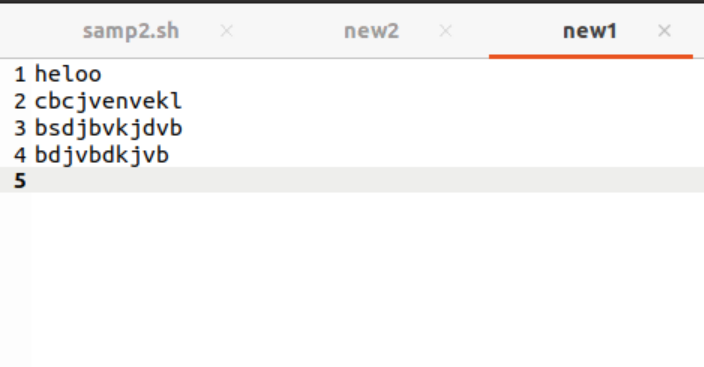 samp2.sh × new2 × new1 ×
1 heloo
2 cbcjvenvekl
3 bsdjbvkjdvb
4 bdjvbdkjvb
5